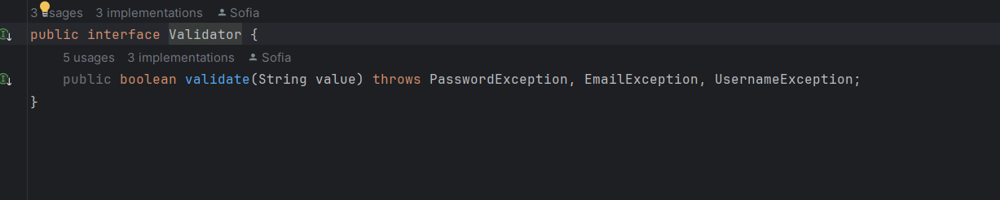 3 usages 3 implementations Sofia
public interface Validator {
5 usages 3 implementations Sofia
public boolean validate(String value) throws PasswordException, EmailException, UsernameException;
}